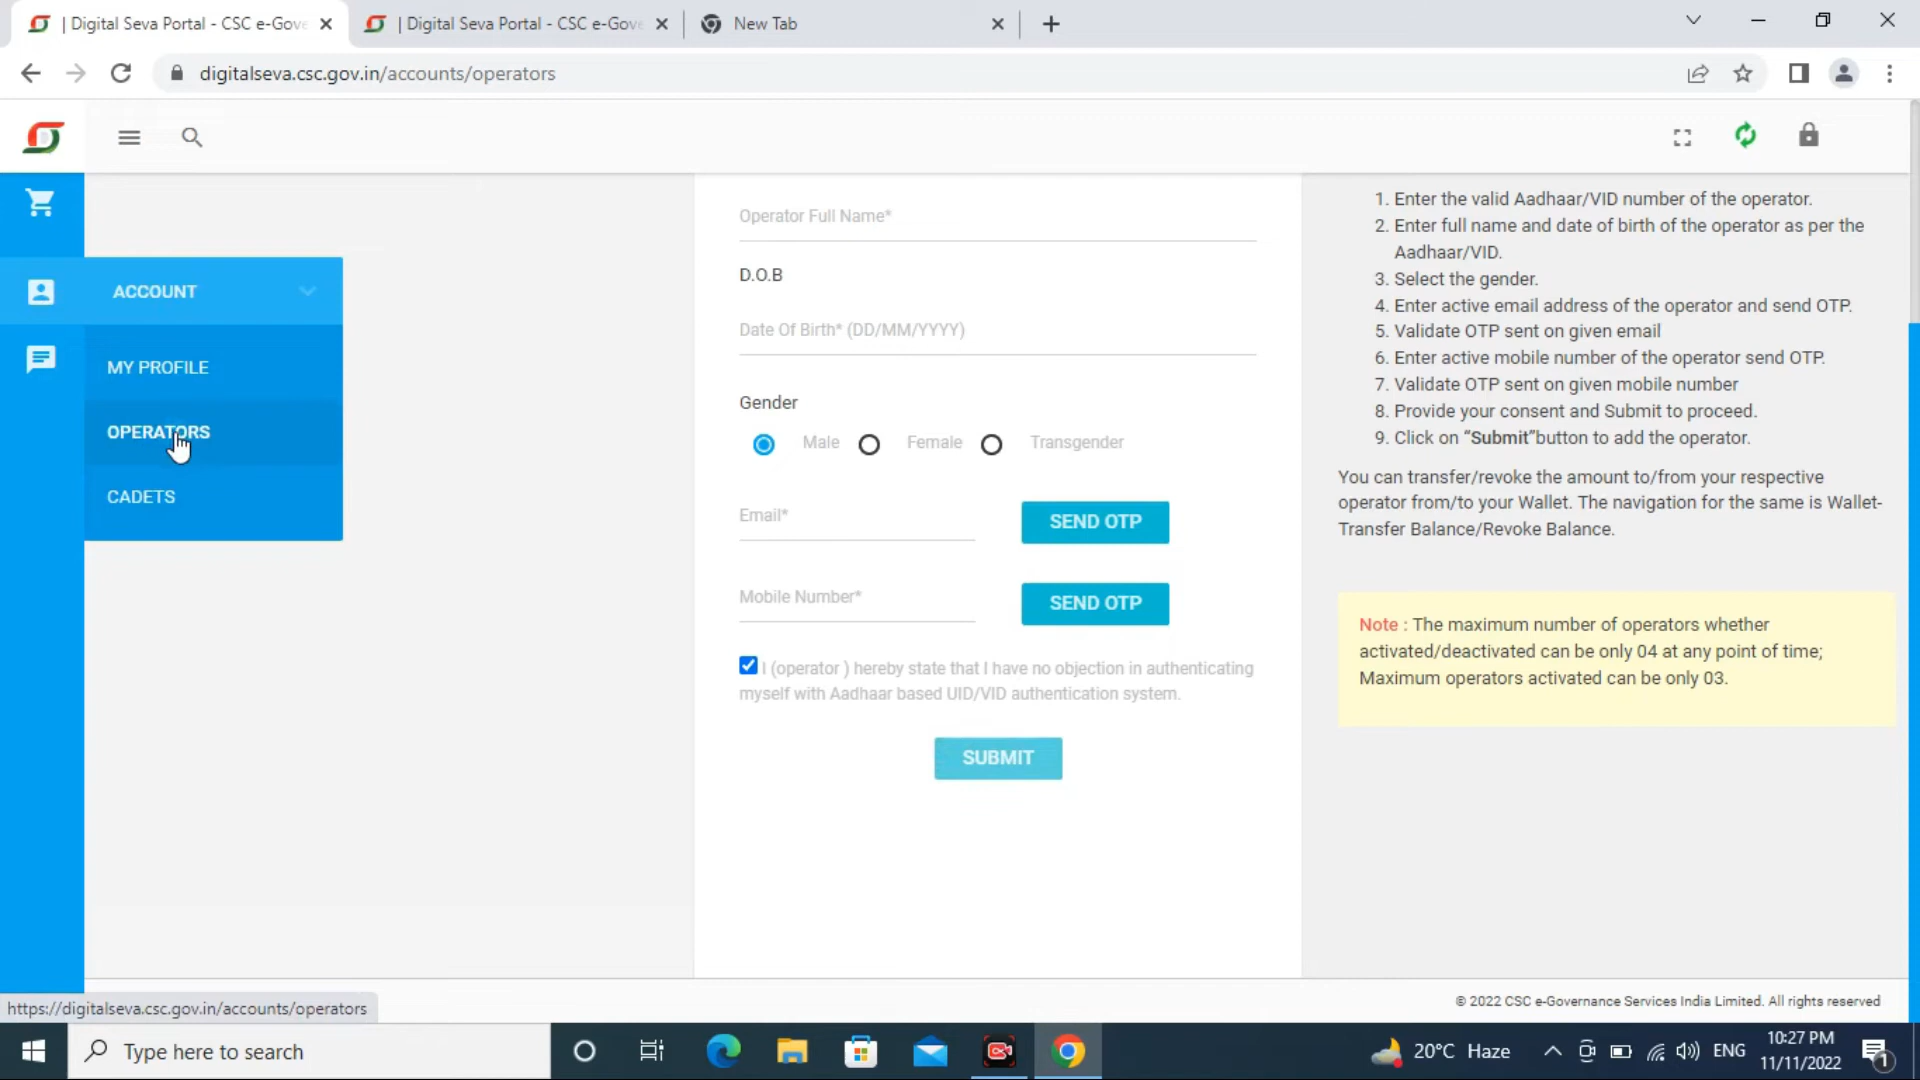 | Digital Seva Portal - CSC e-Gove
| Digital Seva Portal - CSC e-Gove
New Tab
digitalseva.csc.gov.in/accounts/operators
ACCOUNT
MY PROFILE
OPERATORS
CADETS
Operator Full Name*
D.O.B
Date Of Birth* (DD/MM/YYYY)
Gender
Male Female Transgender
Email*
SEND OTP
Mobile Number*
SEND OTP
I (operator ) hereby state that I have no objection in authenticating
myself with Aadhaar based UID/VID authentication system.
SUBMIT
1. Enter the valid Aadhaar/VID number of the operator.
2. Enter full name and date of birth of the operator as per the
Aadhaar/VID.
3. Select the gender.
4. Enter active email address of the operator and send OTP.
5. Validate OTP sent on given email
6. Enter active mobile number of the operator send OTP.
7. Validate OTP sent on given mobile number
8. Provide your consent and Submit to proceed.
9. Click on “Submit”button to add the operator.
You can transfer/revoke the amount to/from your respective
operator from/to your Wallet. The navigation for the same is Wallet-
Transfer Balance/Revoke Balance.
Note : The maximum number of operators whether
activated/deactivated can be only 04 at any point of time;
Maximum operators activated can be only 03.
© 2022 CSC e-Governance Services India Limited. All rights reserved
https://digitalseva.csc.gov.in/accounts/operators
Type here to search
20°C Haze
ENG
10:27 PM
11/11/2022
1